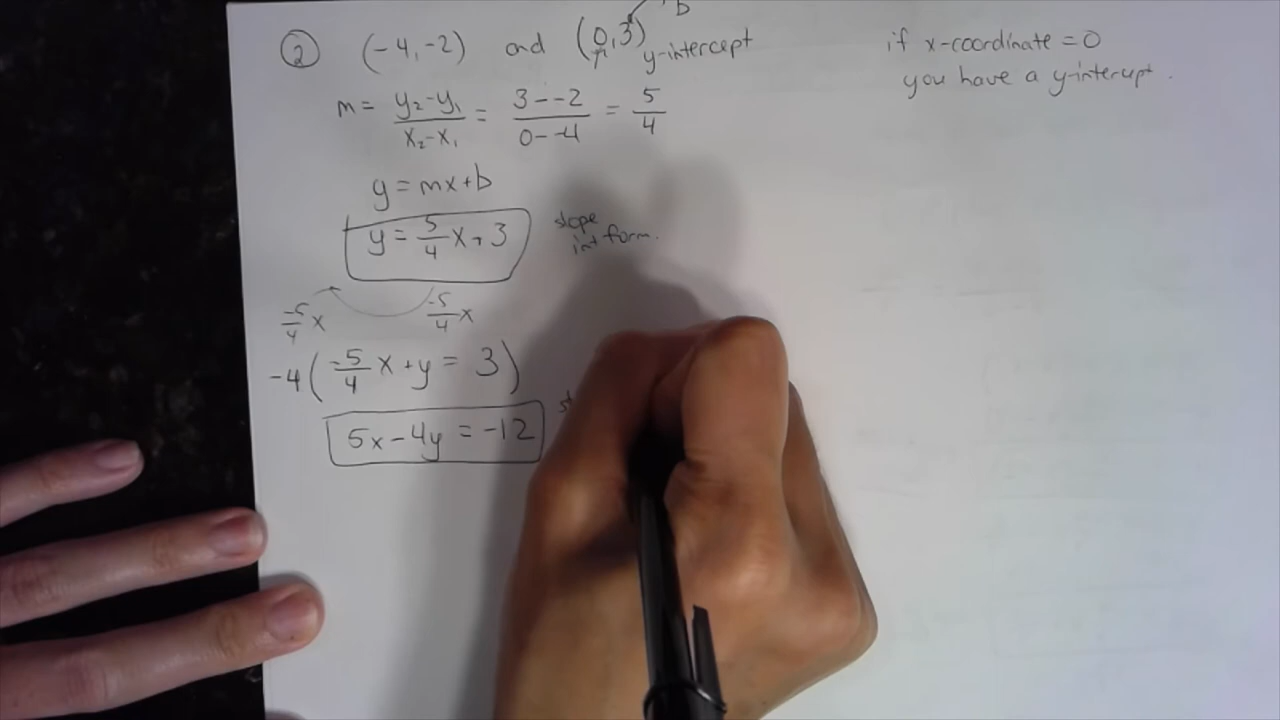 b
② (-4,-2) and (0,3) y-intercept
m = y₂-y₁/x₂-x₁ = 3--2/0--4 = 5/4
y = mx+b
y = 5/4 x + 3 slope
int form.
-5/4 x -5/4 x
-4( -5/4 x + y = 3 )
5x-4y = -12 st
if x-coordinate = 0
you have a y-intercept.